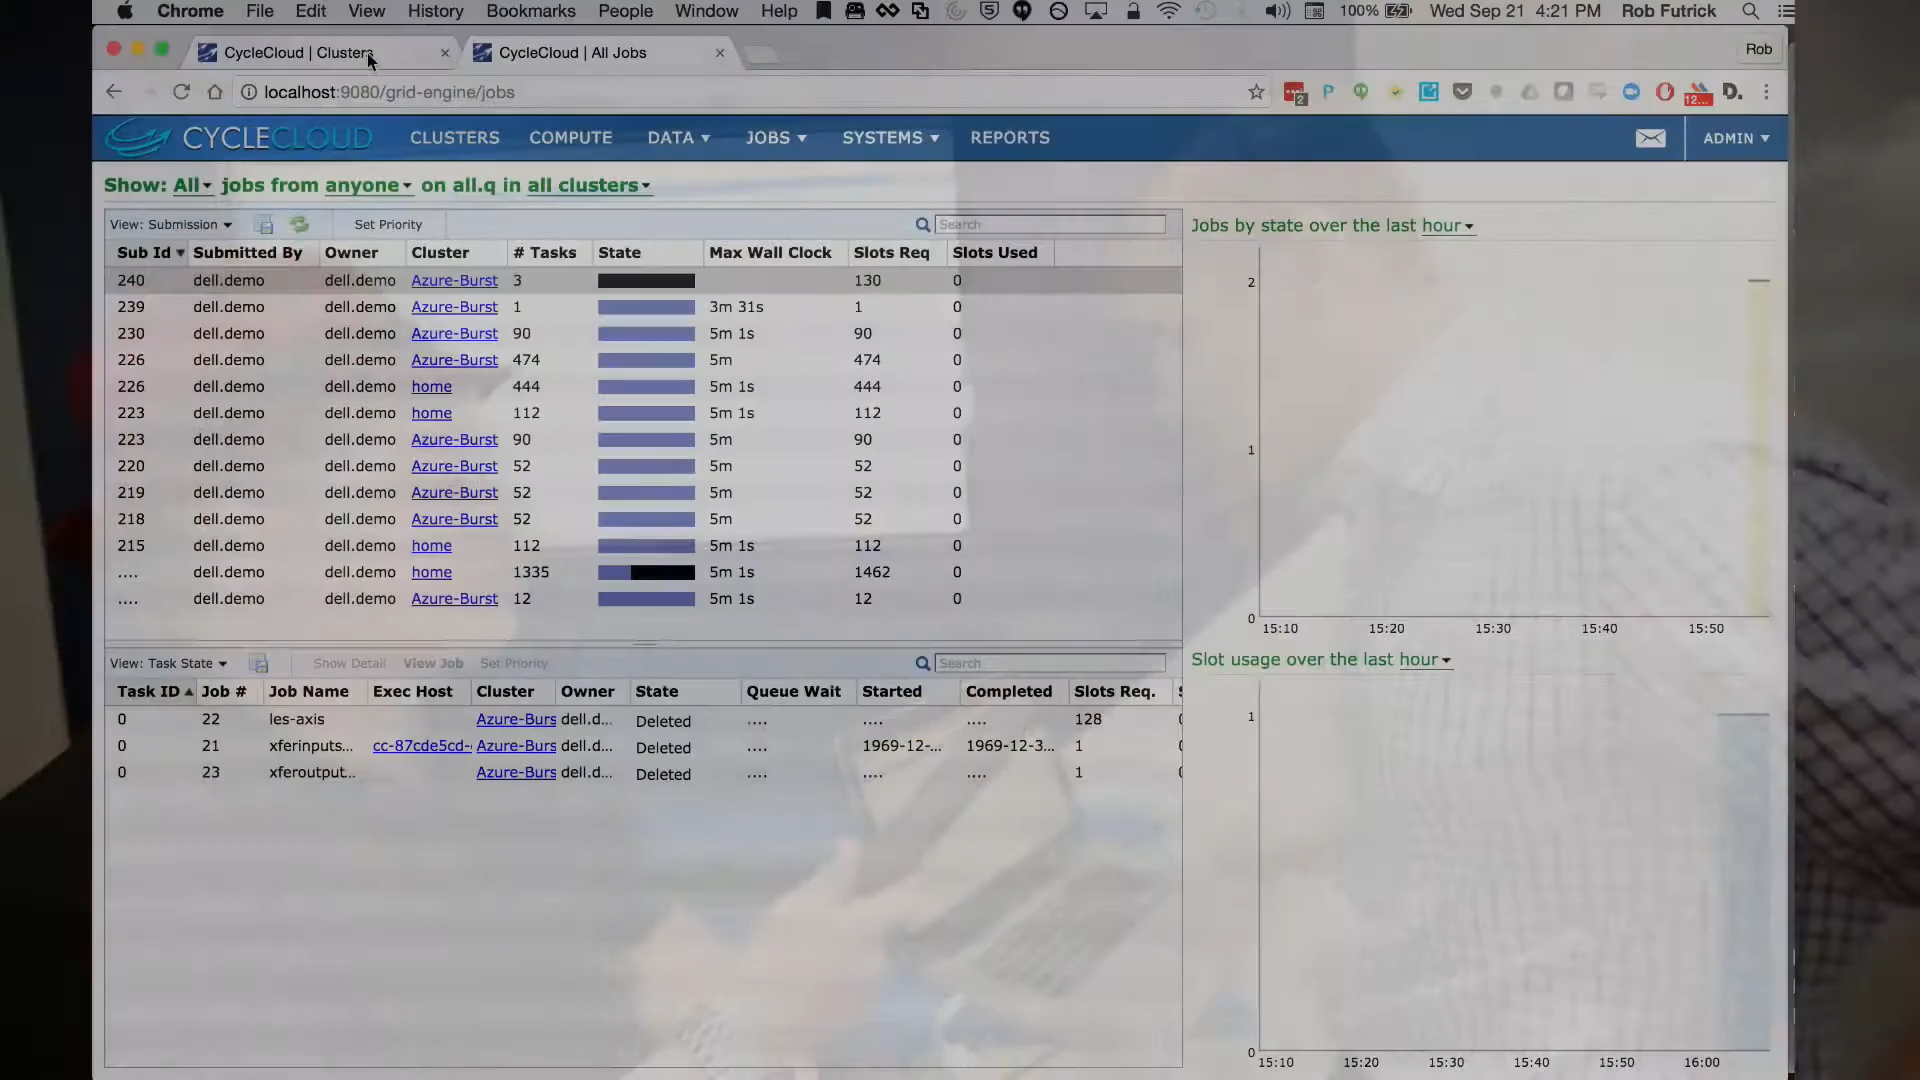 Chrome File Edit View History Bookmarks People Window Help 100% Wed Sep 21 4:21 PM Rob Futrick
CycleCloud | Clusters CycleCloud | All Jobs Rob
localhost:9080/grid-engine/jobs 2 P 12... D.
CYCLECLOUD CLUSTERS COMPUTE DATA JOBS SYSTEMS REPORTS ADMIN
Show: All jobs from anyone on all.q in all clusters
View: Submission Set Priority Search
Sub Id Submitted By Owner Cluster # Tasks State Max Wall Clock Slots Req Slots Used
240 dell.demo dell.demo Azure-Burst 3 130 0
239 dell.demo dell.demo Azure-Burst 1 3m 31s 1 0
230 dell.demo dell.demo Azure-Burst 90 5m 1s 90 0
226 dell.demo dell.demo Azure-Burst 474 5m 474 0
226 dell.demo dell.demo home 444 5m 1s 444 0
223 dell.demo dell.demo home 112 5m 1s 112 0
223 dell.demo dell.demo Azure-Burst 90 5m 90 0
220 dell.demo dell.demo Azure-Burst 52 5m 52 0
219 dell.demo dell.demo Azure-Burst 52 5m 52 0
218 dell.demo dell.demo Azure-Burst 52 5m 52 0
215 dell.demo dell.demo home 112 5m 1s 112 0
.... dell.demo dell.demo home 1335 5m 1s 1462 0
.... dell.demo dell.demo Azure-Burst 12 5m 1s 12 0
View: Task State Show Detail View Job Set Priority Search
Task ID Job # Job Name Exec Host Cluster Owner State Queue Wait Started Completed Slots Req.
0 22 les-axis Azure-Burs dell.d... Deleted .... .... .... 128
0 21 xferinputs... cc-87cde5cd- Azure-Burs dell.d... Deleted .... 1969-12-... 1969-12-3... 1
0 23 xferoutput... Azure-Burs dell.d... Deleted .... .... .... 1
Jobs by state over the last hour
2
1
0
15:10 15:20 15:30 15:40 15:50
Slot usage over the last hour
1
0
15:10 15:20 15:30 15:40 15:50 16:00